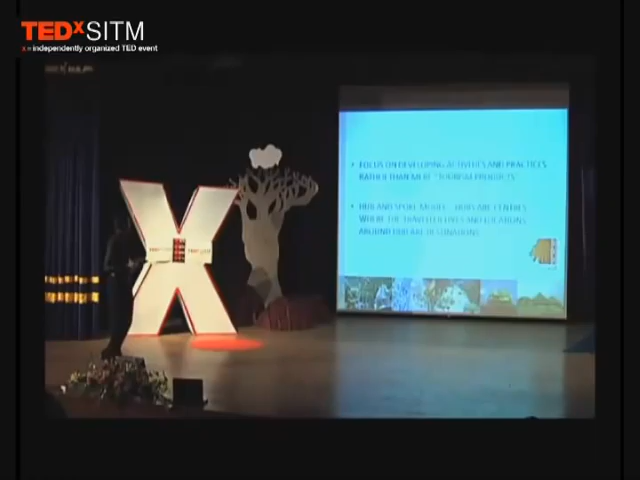 TEDxSITM
x = independently organized TED event
• FOCUS ON DEVELOPING ACTIVITIES AND PRACTICES
RATHER THAN MERE "TOURISM PRODUCTS"
• HUB AND SPOKE MODEL - HUBS ARE CENTRES
WHERE THE TRAVELLER LIVES AND LOCATIONS
AROUND HUB ARE DESTINATIONS